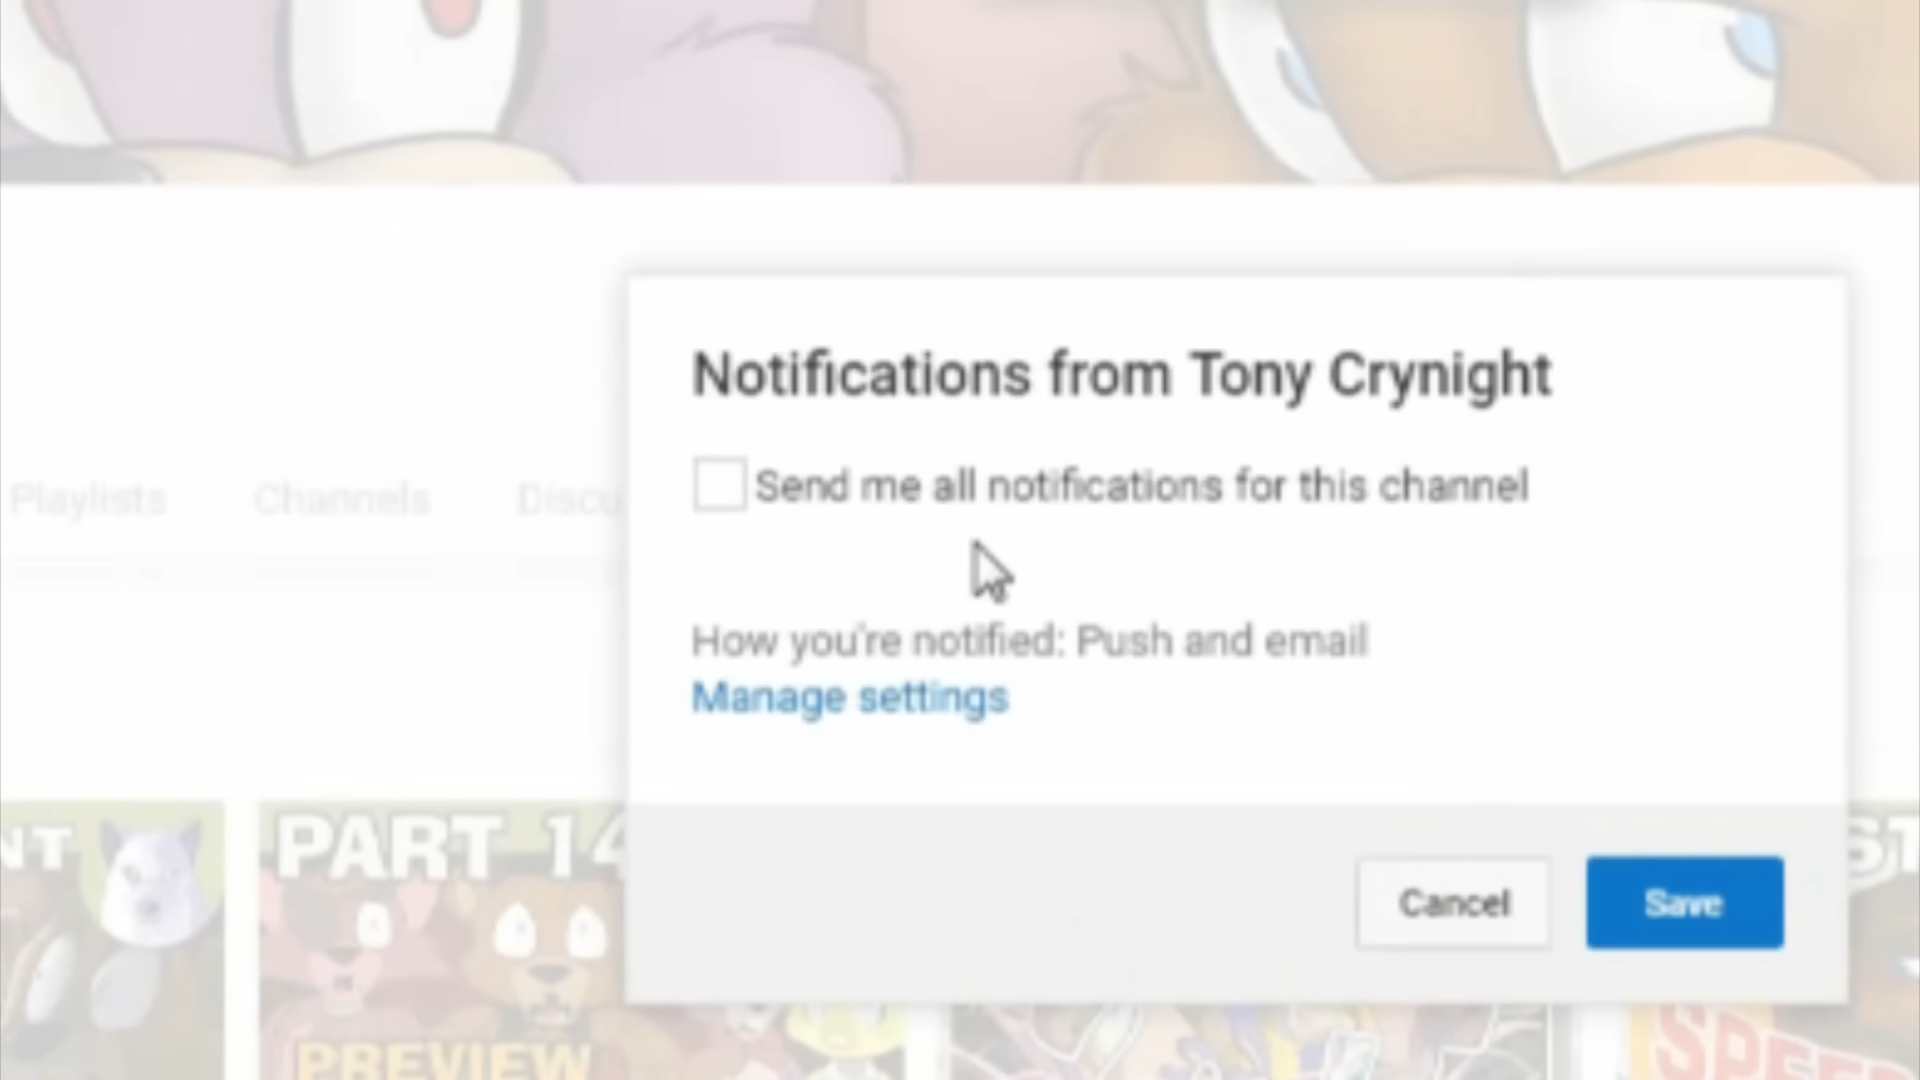 Notifications from Tony Crynight
Send me all notifications for this channel
Playlists Channels
How you're notified: Push and email
Manage settings
PART 14
Cancel Save
PREVIEW